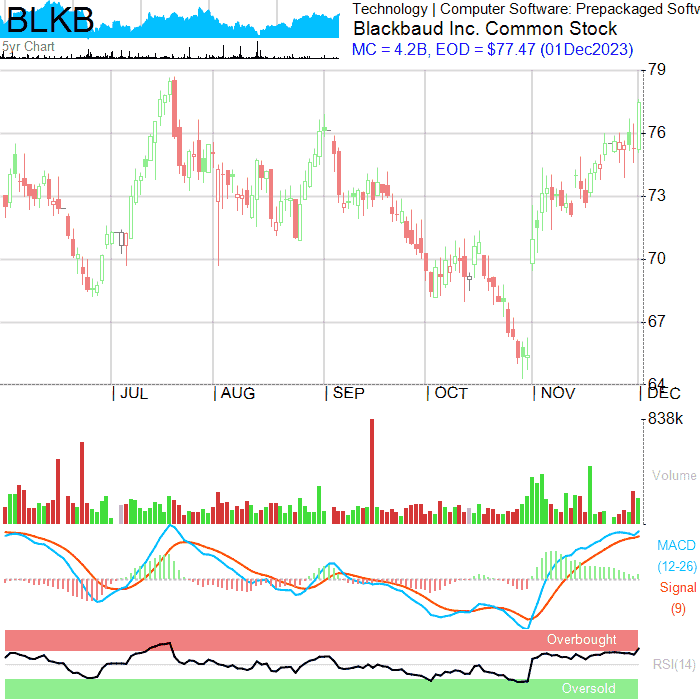 BLKB
5yr Chart
Technology | Computer Software: Prepackaged Softw
Blackbaud Inc. Common Stock
MC = 4.2B, EOD = $77.47 (01Dec2023)
79
76
73
70
67
64
JUL AUG SEP OCT NOV DEC
838k
Volume
MACD
(12-26)
Signal
(9)
Overbought
RSI(14)
Oversold